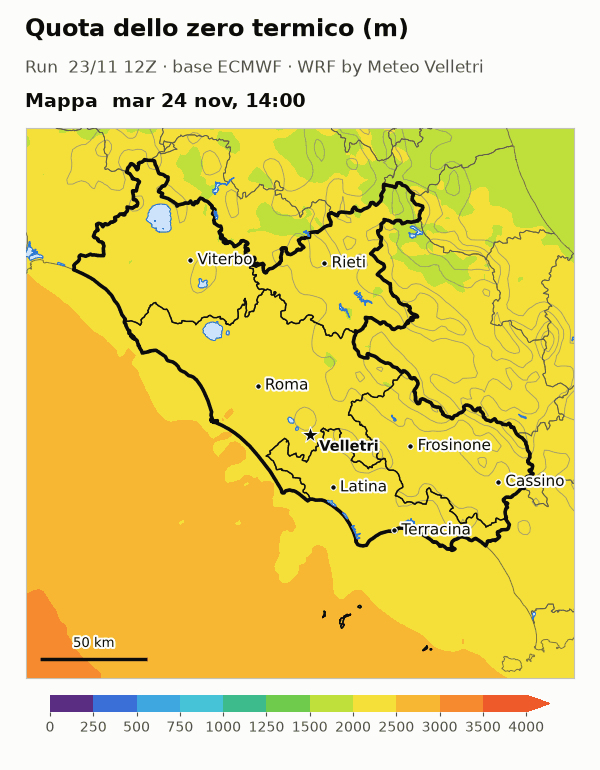 Quota dello zero termico (m)
Run 23/11 12Z · base ECMWF · WRF by Meteo Velletri
Mappa mar 24 nov, 14:00
Viterbo
Rieti
Roma
Velletri
Frosinone
Latina
Cassino
Terracina
50 km
0 250 500 750 1000 1250 1500 2000 2500 3000 3500 4000